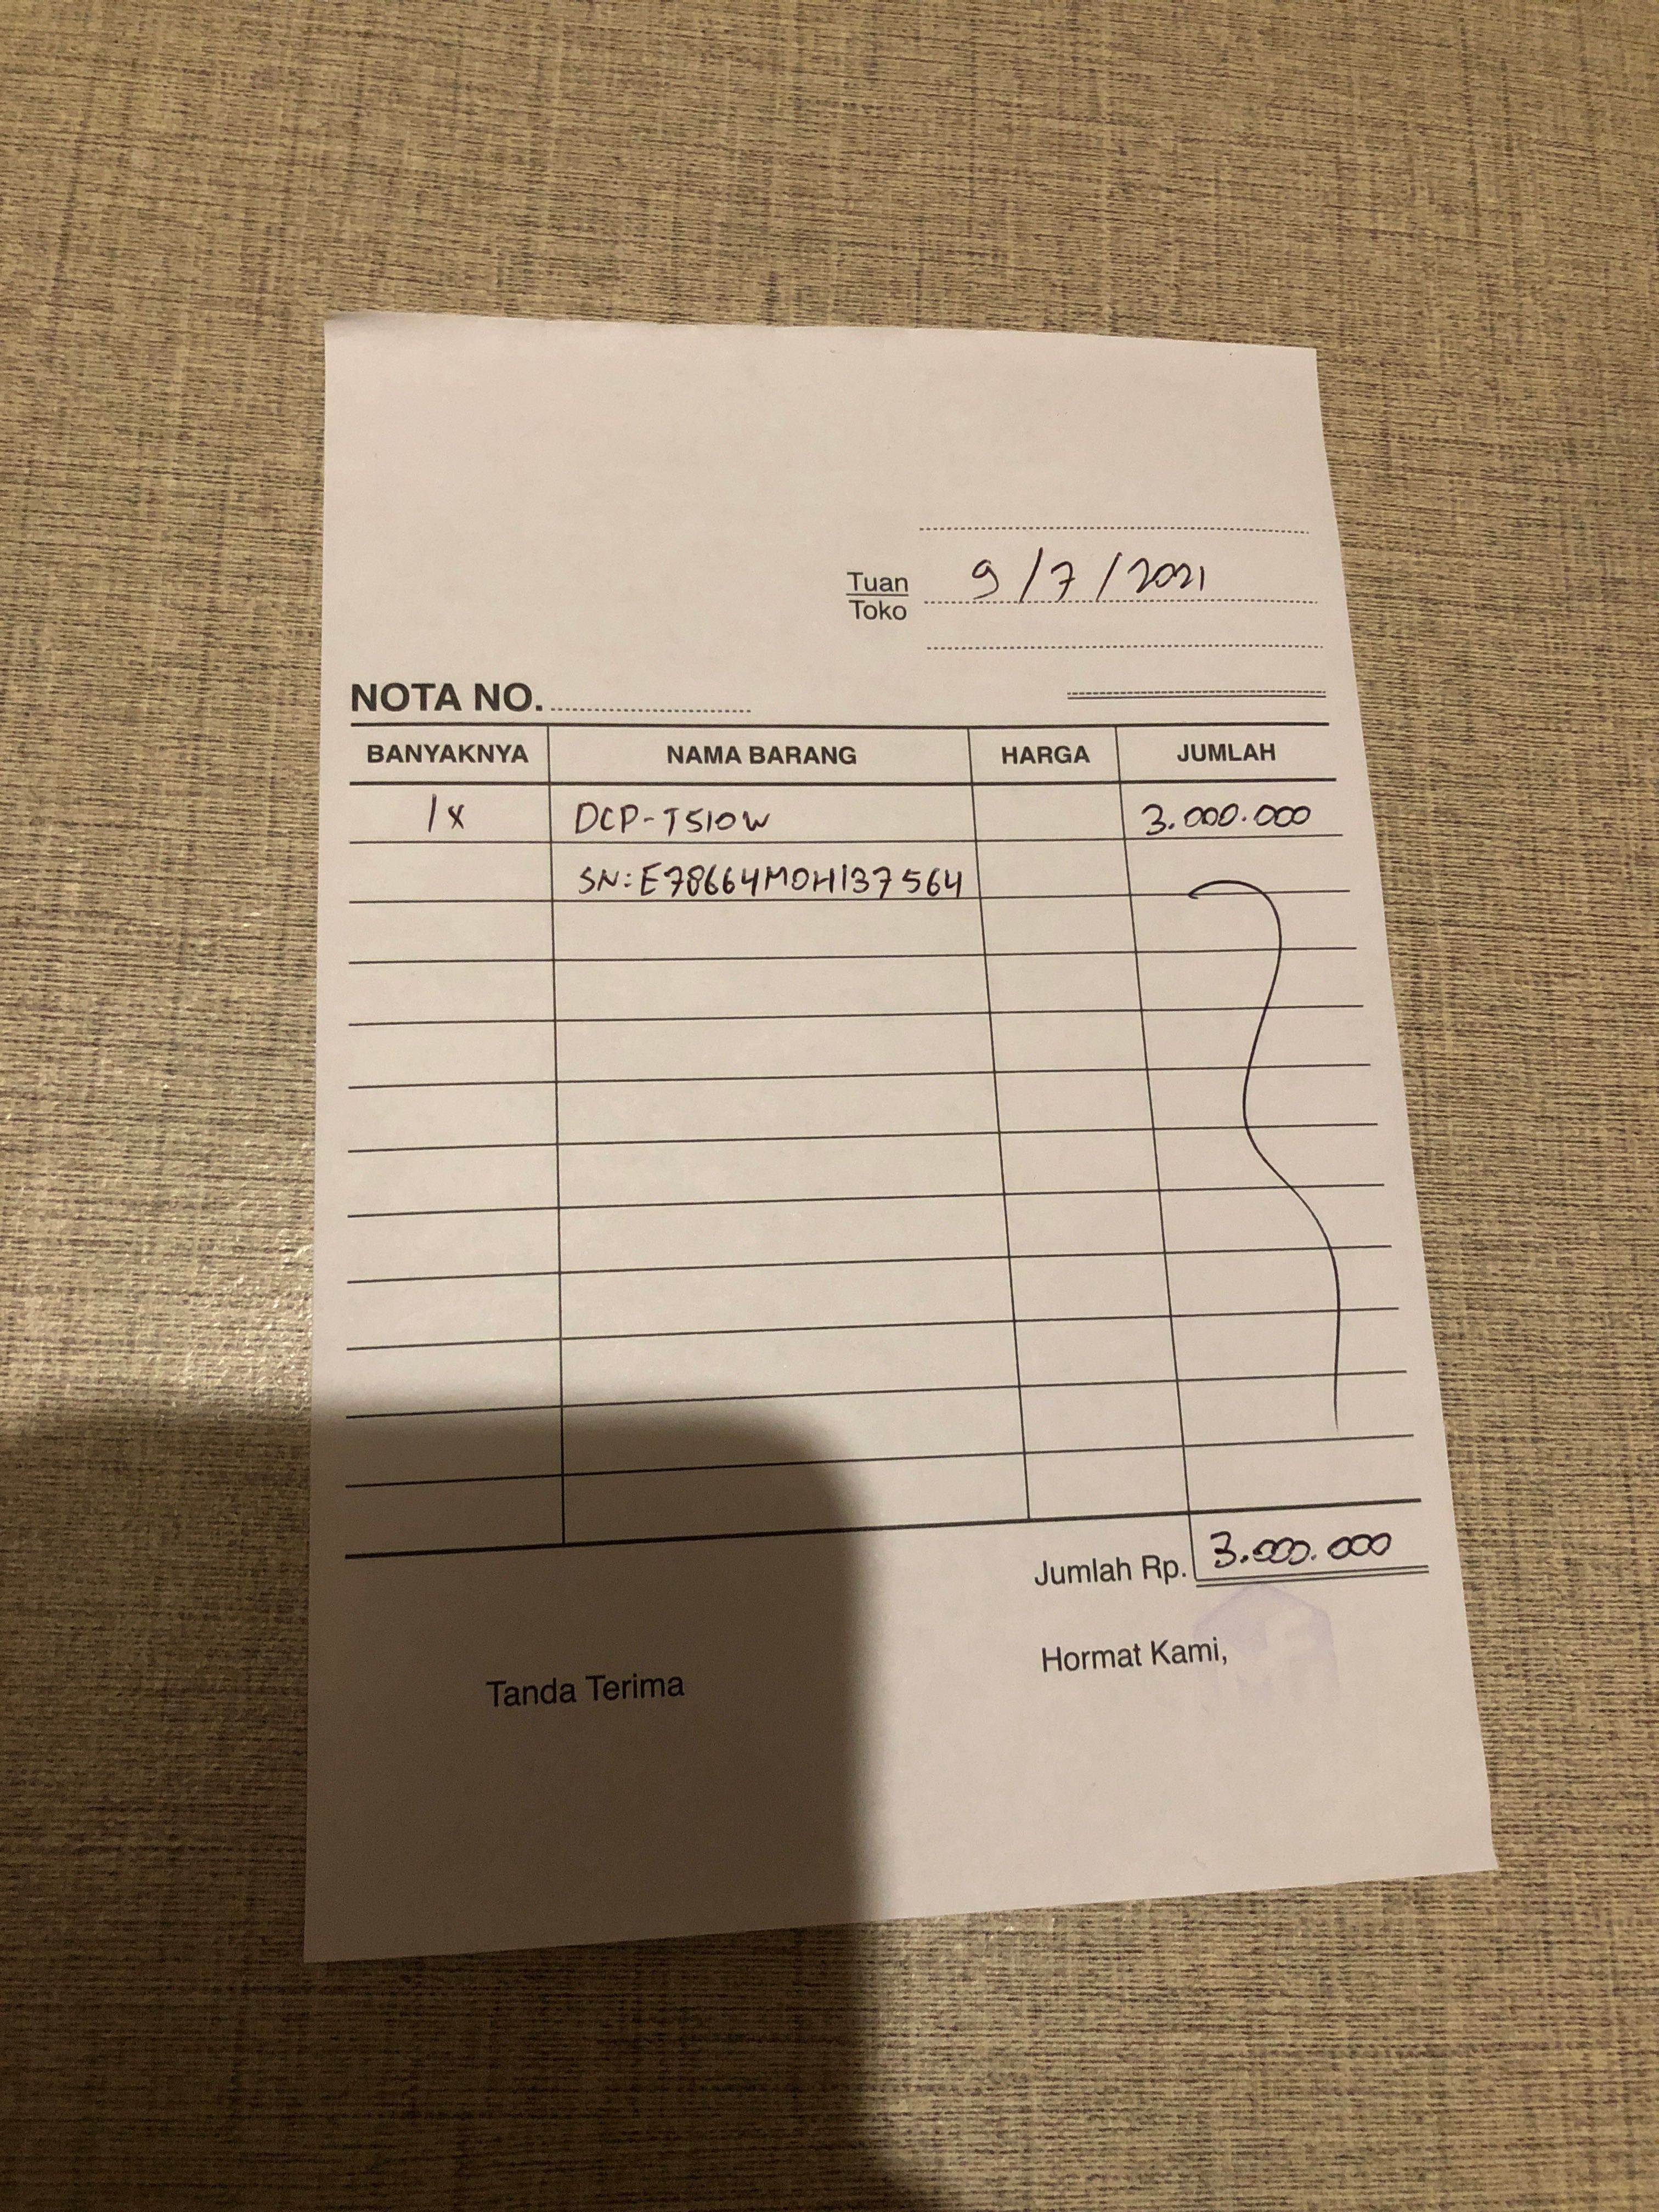 Tuan
Toko
9/7/2021
NOTA NO.
BANYAKNYA NAMA BARANG HARGA JUMLAH
1x DCP-T510W 3.000.000
SN: E78664M0H137564
Jumlah Rp. 3.000.000
Tanda Terima Hormat Kami,